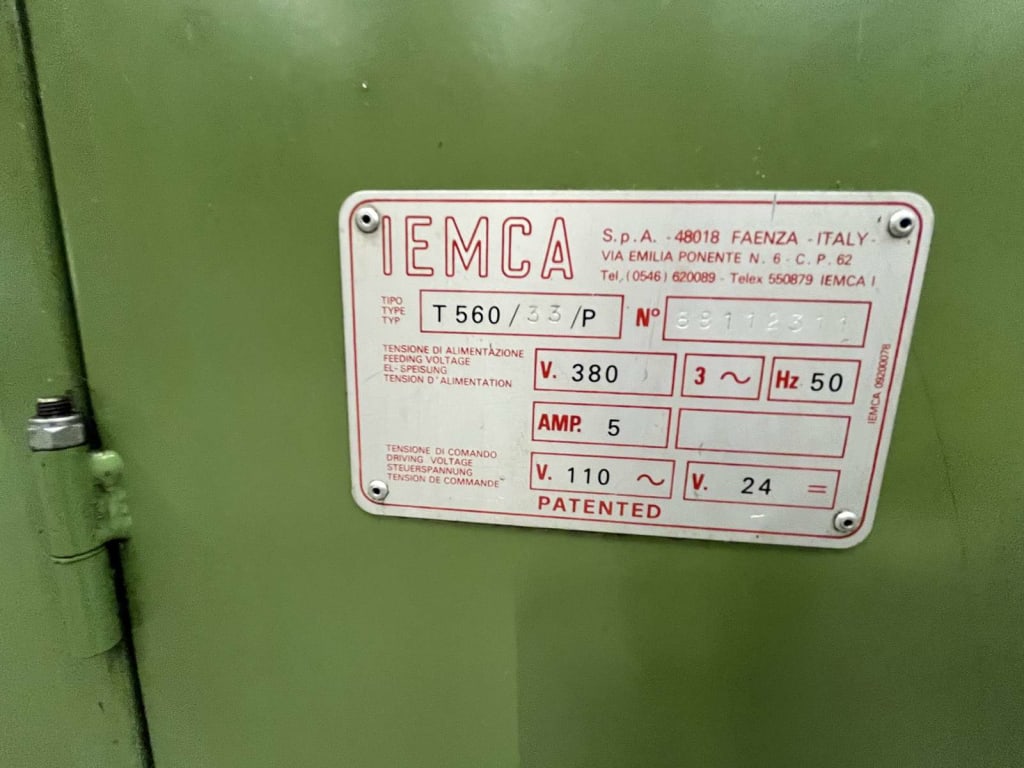 IEMCA
S.p.A. - 48018 FAENZA - ITALY -
VIA EMILIA PONENTE N. 6 - C. P. 62
Tel. (0546) 620089 - Telex 550879 IEMCA I
TIPO
TYPE
TYP
T 560/33/P
N°
TENSIONE DI ALIMENTAZIONE
FEEDING VOLTAGE
EL-SPEISUNG
TENSION D'ALIMENTATION
V. 380
3 ~
Hz 50
AMP. 5
TENSIONE DI COMANDO
DRIVING VOLTAGE
STEUERSPANNUNG
TENSION DE COMMANDE
V. 110 ~
V. 24 =
PATENTED
IEMCA 09200078